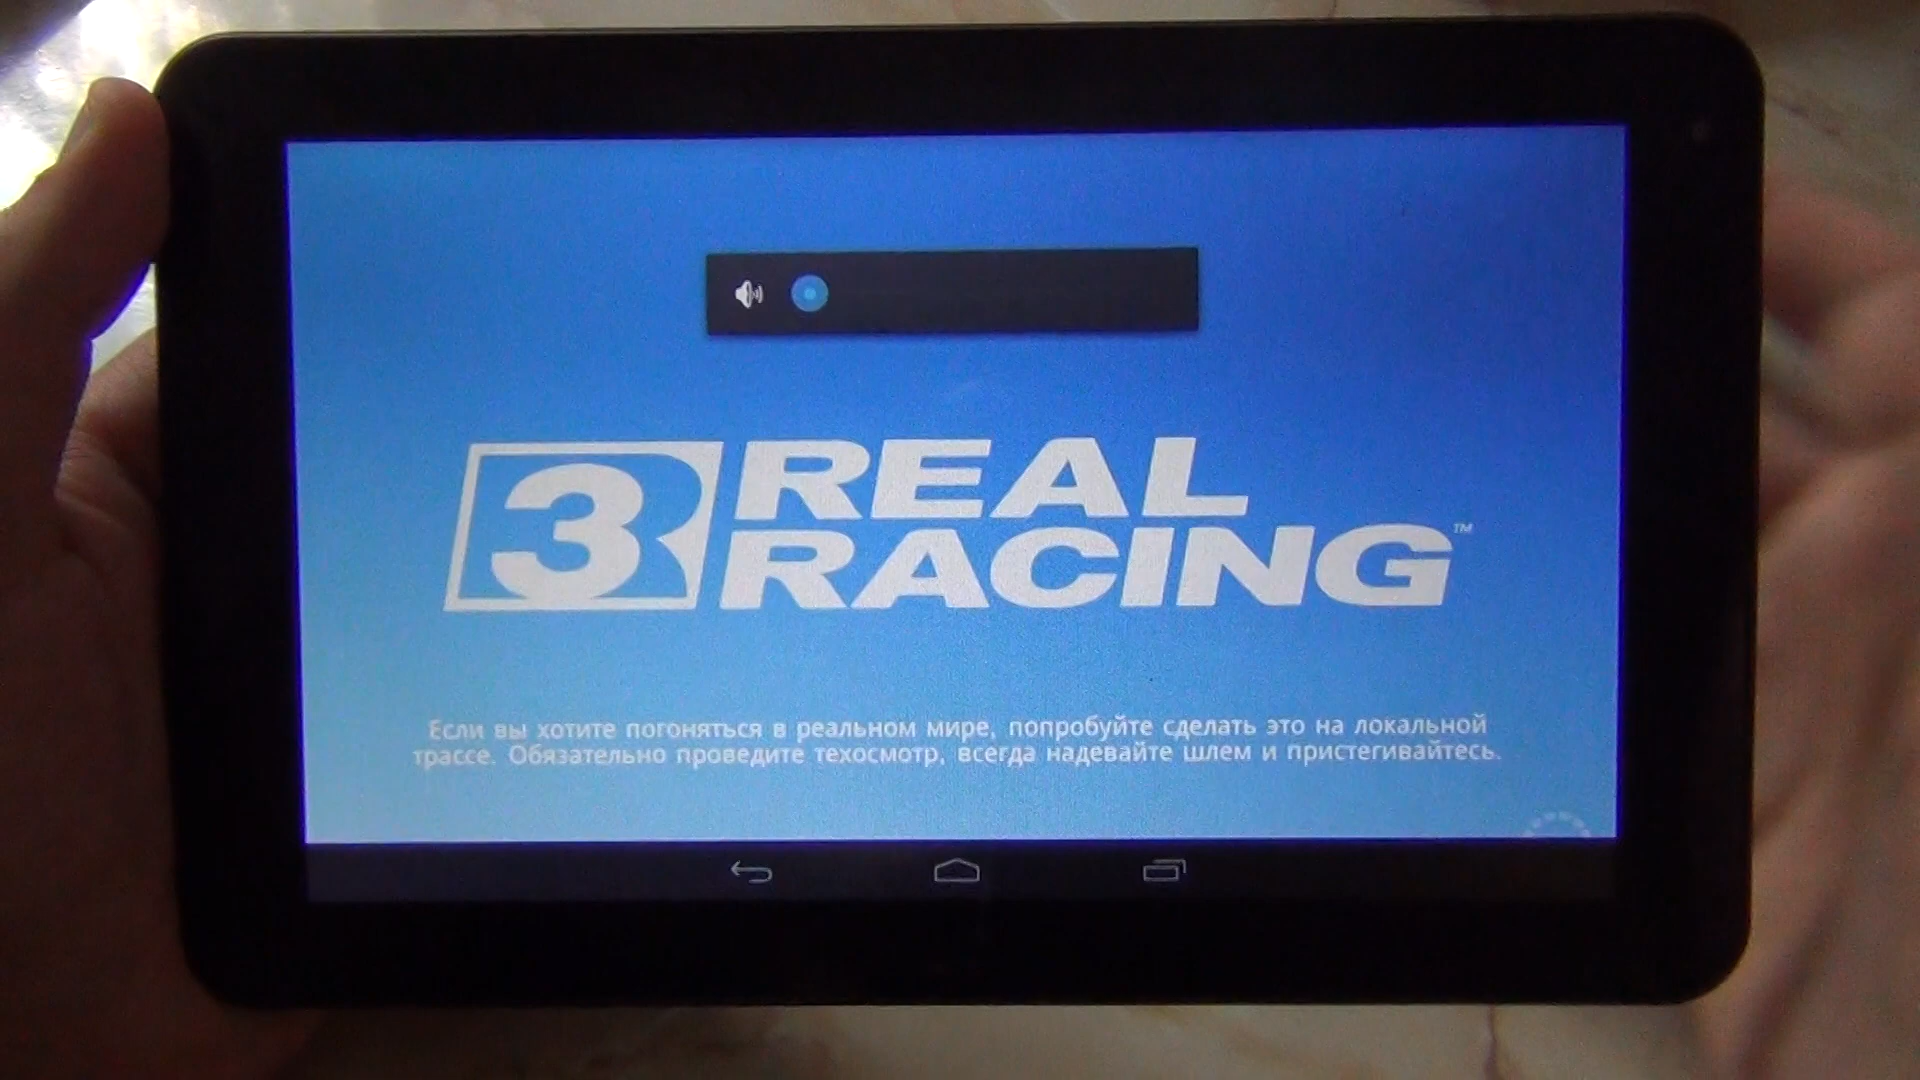 3 REAL
RACING™
Если вы хотите погоняться в реальном мире, попробуйте сделать это на локальной
трассе. Обязательно проведите техосмотр, всегда надевайте шлем и пристегивайтесь.